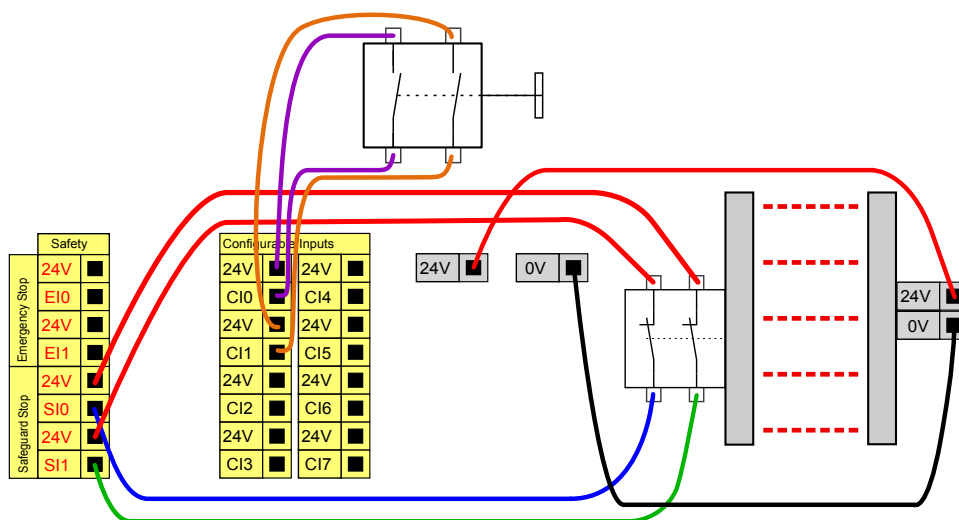 Safety
Emergency Stop
24V
EI0
24V
EI1
Safeguard Stop
24V
SI0
24V
SI1
Configurable Inputs
24V 24V
CI0 CI4
24V 24V
CI1 CI5
24V 24V
CI2 CI6
24V 24V
CI3 CI7
24V
0V
24V
0V